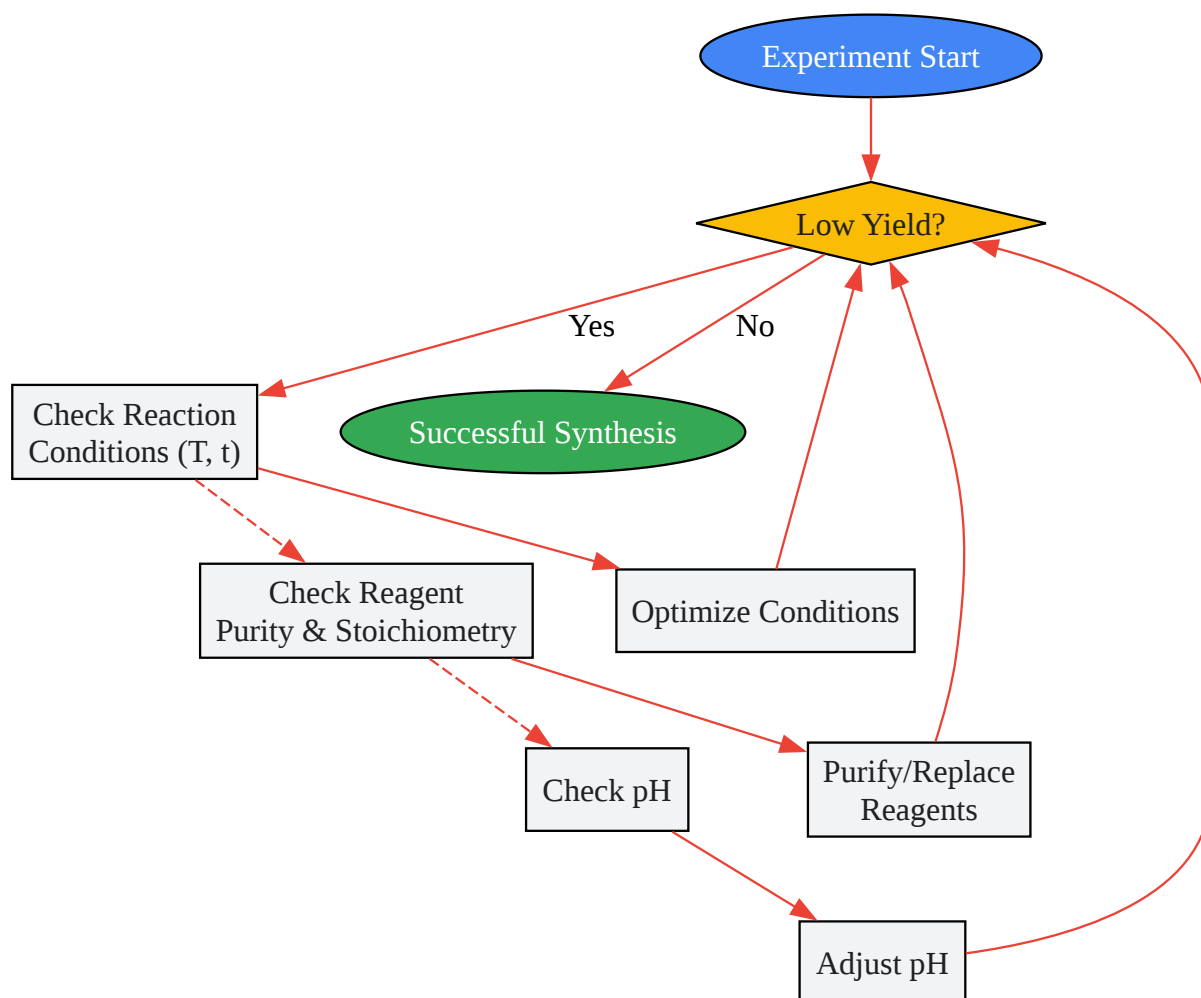 Experiment Start
Low Yield?
Yes
No
Check Reaction
Conditions (T, t)
Successful Synthesis
Check Reagent
Purity & Stoichiometry
Optimize Conditions
Check pH
Purify/Replace
Reagents
Adjust pH